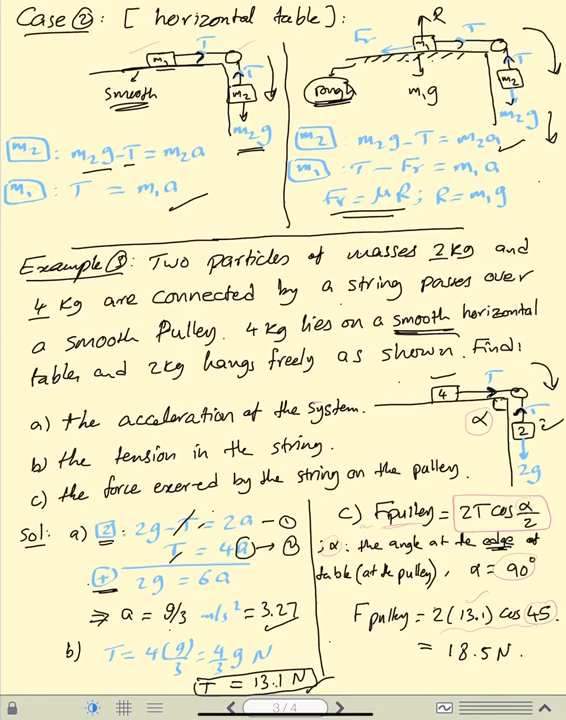 Case ②: [horizontal table]:
T
m₁
T
smooth
m₂
m₂g
m₂ : m₂g-T = m₂a
m₁ : T = m₁a
R
Fr
m₁
T
T
rough
m₁g
m₂
m₂g
m₂ : m₂g-T = m₂a
m₁ : T - Fr = m₁a
Fr = μR ; R = m₁g
Example ③: Two particles of masses 2Kg and
4 Kg are connected by a string passes over
a smooth Pulley. 4Kg lies on a smooth horizontal
table, and 2Kg hangs freely as shown. Find:
a) the acceleration of the system.
b) the tension in the string.
c) the force exerred by the string on the pulley.
4
T
T
α
2
2g
Sol: a) 2 : 2g-T = 2a —①
T = 4a → ②
(+) 2g = 6a
⇒ a = g/3 m/s² = 3.27
b) T = 4(g/3) = 4/3 g N
T = 13.1 N
c) Fpulley = 2T cos α/2
; α: the angle at the edge of
table (at the pulley), α = 90°
Fpulley = 2(13.1) cos 45
= 18.5 N.
3 / 4